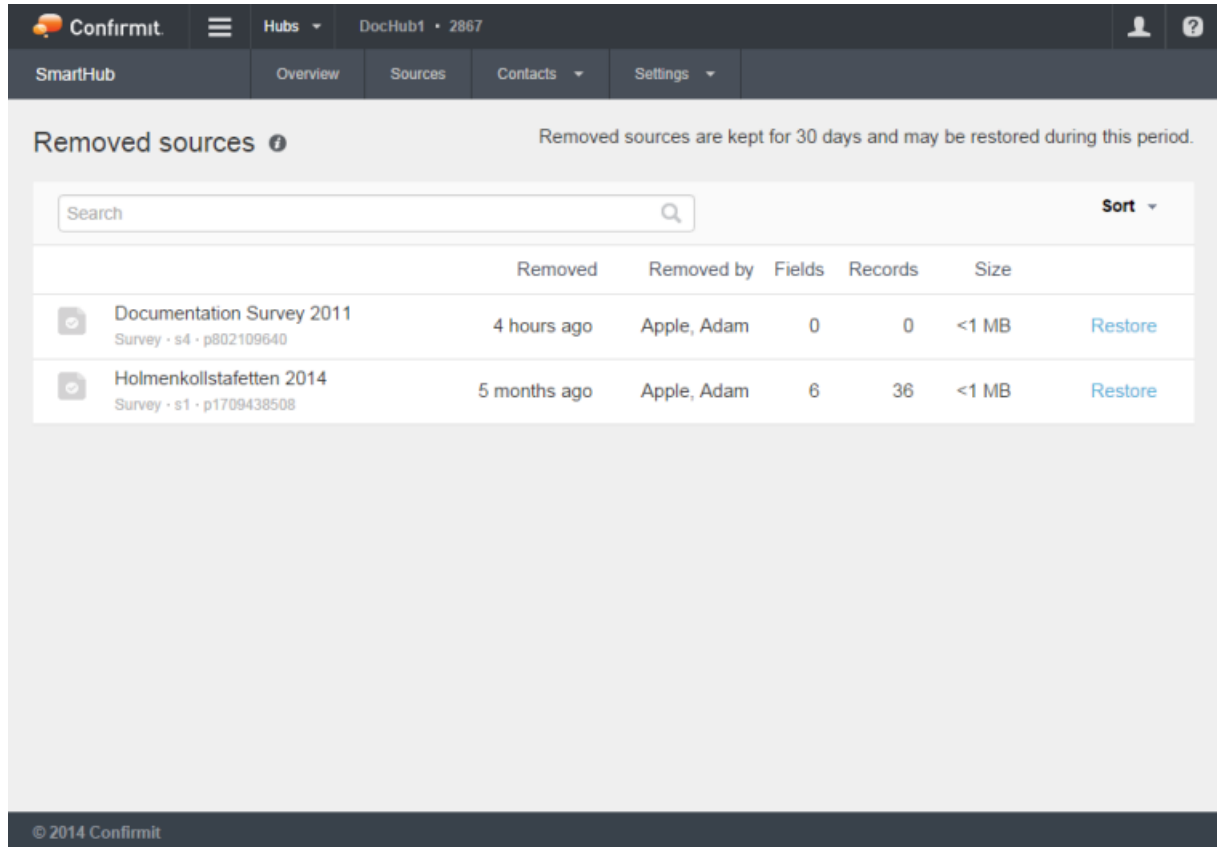 Confirmit. Hubs DocHub1 • 2867
SmartHub Overview Sources Contacts Settings
Removed sources Removed sources are kept for 30 days and may be restored during this period.
Search Sort
Removed Removed by Fields Records Size
Documentation Survey 2011 4 hours ago Apple, Adam 0 0 <1 MB Restore
Survey · s4 · p802109640
Holmenkollstafetten 2014 5 months ago Apple, Adam 6 36 <1 MB Restore
Survey · s1 · p1709438508
© 2014 Confirmit